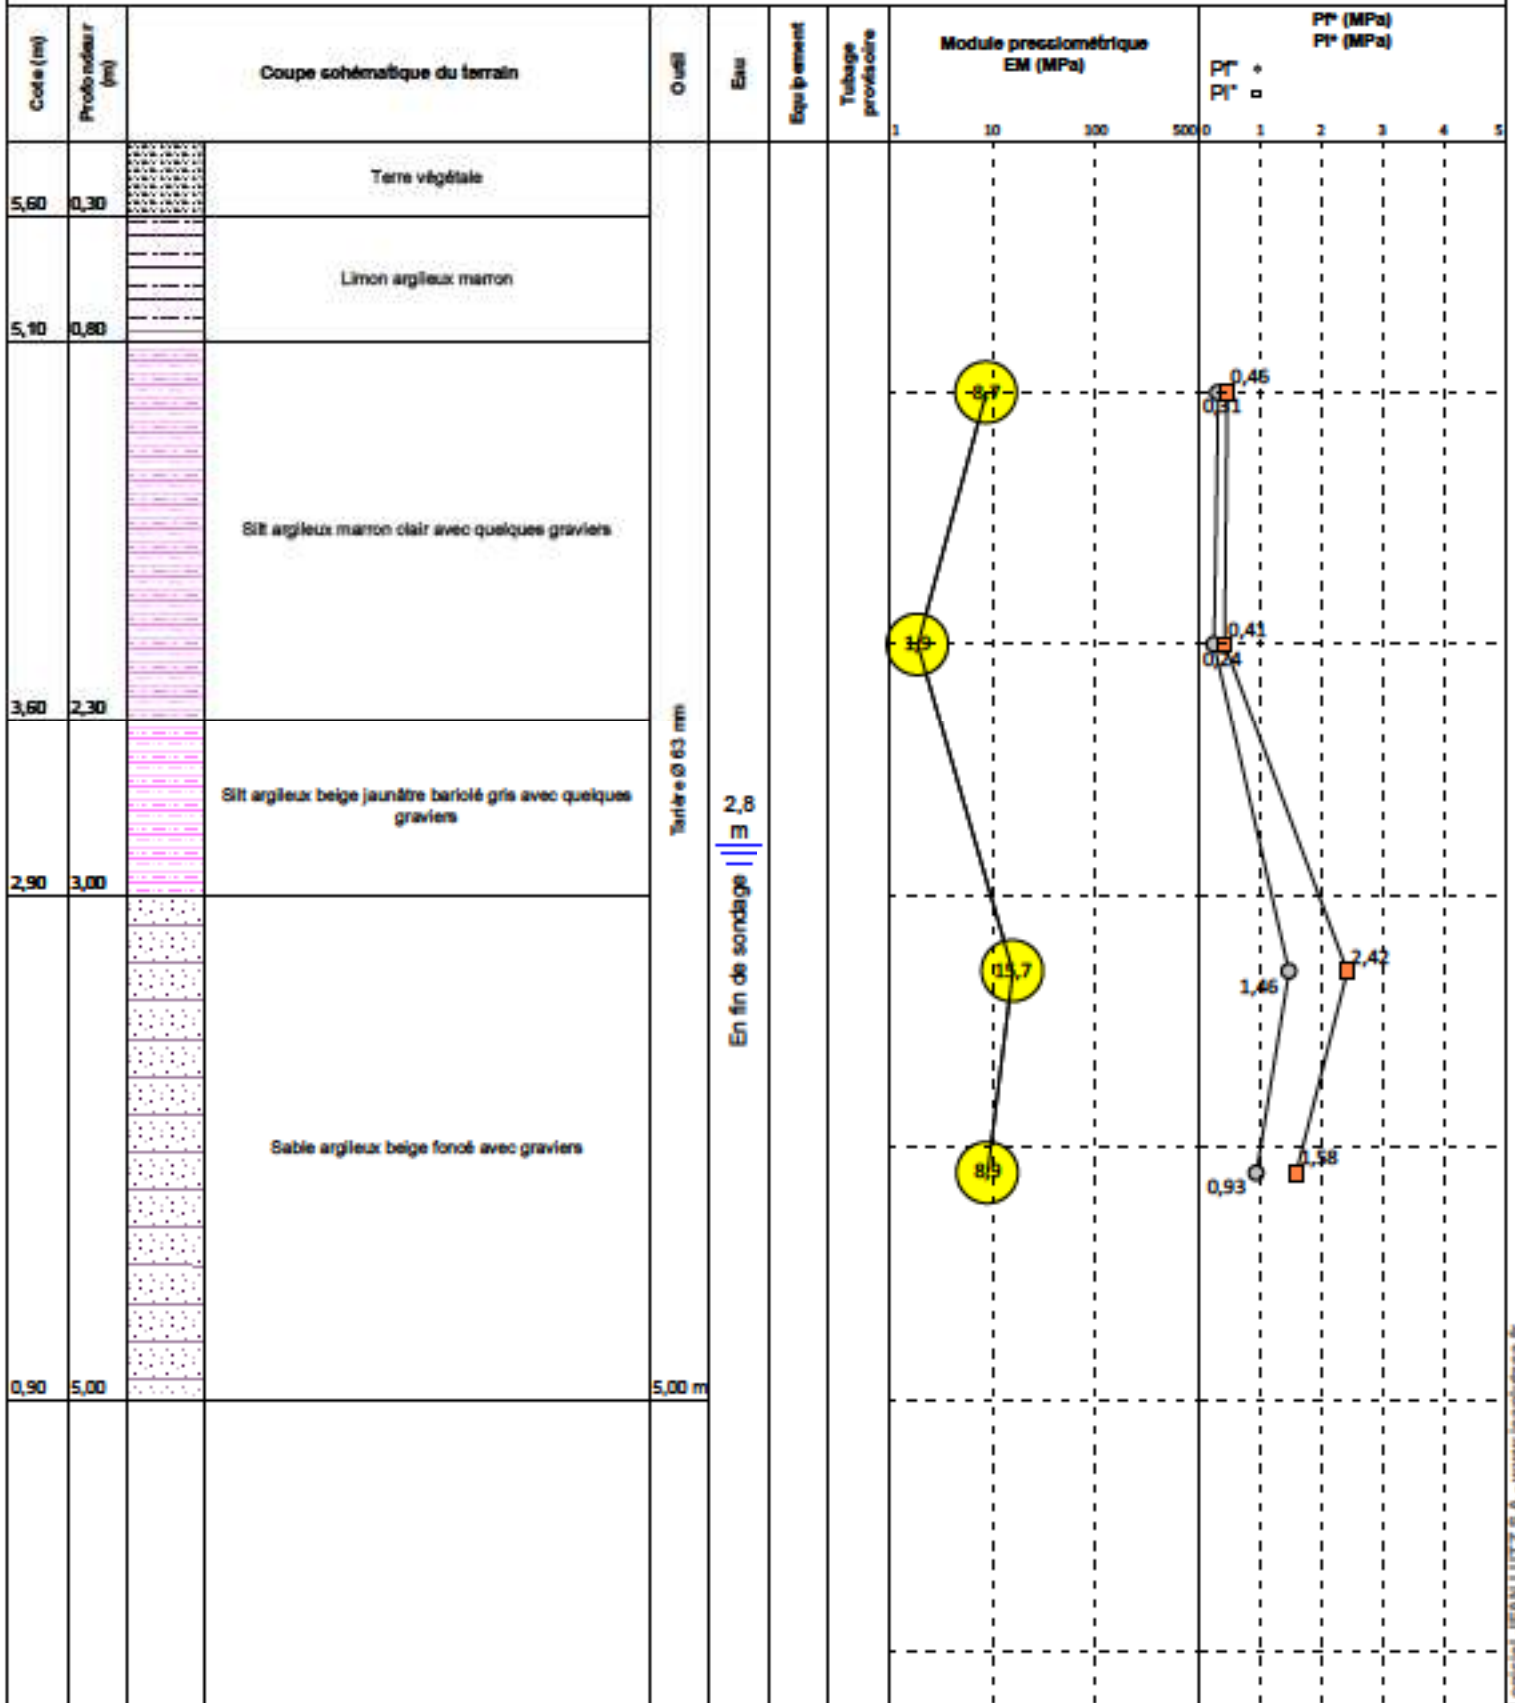 Cote (m)
Profondeur
(m)
Coupe schématique du terrain
Outil
Eau
Equipement
Tubage
provisoire
Module pressiométrique
EM (MPa)
Pf* (MPa)
Pl* (MPa)
Pf*
Pl*
1 10 100 500
0 1 2 3 4 5
Terre végétale
5,60 0,30
Limon argileux marron
5,10 0,80
8,7
0,46
0,31
Silt argileux marron clair avec quelques graviers
1,9
0,41
0,24
3,60 2,30
Silt argileux beige jaunâtre bariolé gris avec quelques
graviers
Tarière Ø 63 mm
2,8
m
2,90 3,00
En fin de sondage
15,7
2,42
1,46
Sable argileux beige foncé avec graviers
8,9
1,58
0,93
0,90 5,00
5,00 m